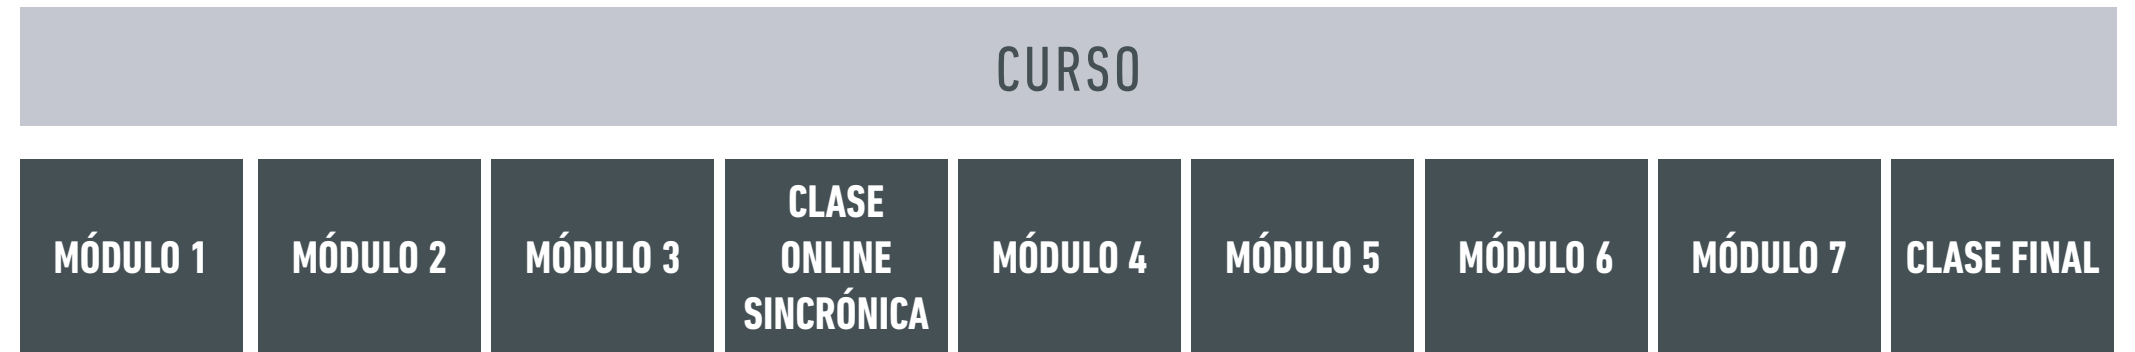 CURSO
MÓDULO 1
MÓDULO 2
MÓDULO 3
CLASE
ONLINE
SINCRÓNICA
MÓDULO 4
MÓDULO 5
MÓDULO 6
MÓDULO 7
CLASE FINAL